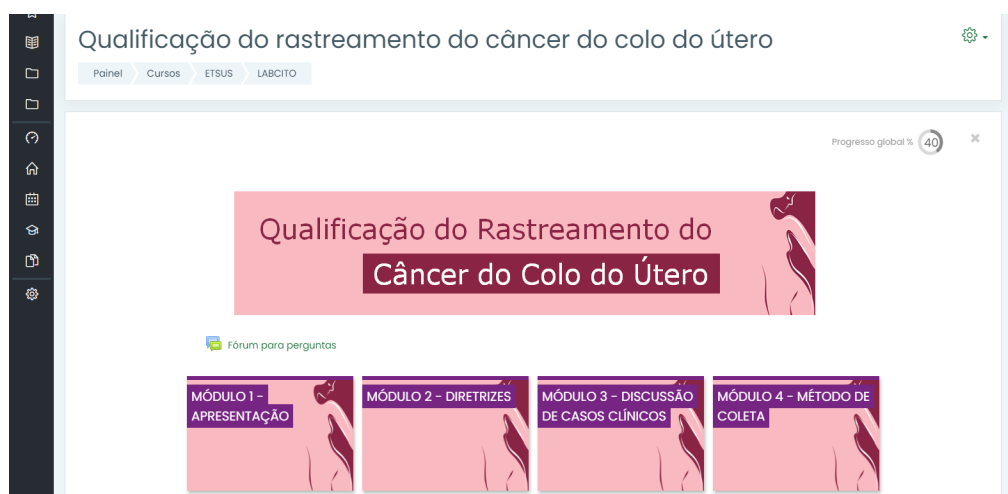 Qualificação do rastreamento do câncer do colo do útero
Painel Cursos ETSUS LABCITO
Progresso global % 40
Qualificação do Rastreamento do
Câncer do Colo do Útero
Fórum para perguntas
MÓDULO 1 -
APRESENTAÇÃO
MÓDULO 2 - DIRETRIZES
MÓDULO 3 - DISCUSSÃO
DE CASOS CLÍNICOS
MÓDULO 4 - MÉTODO DE
COLETA